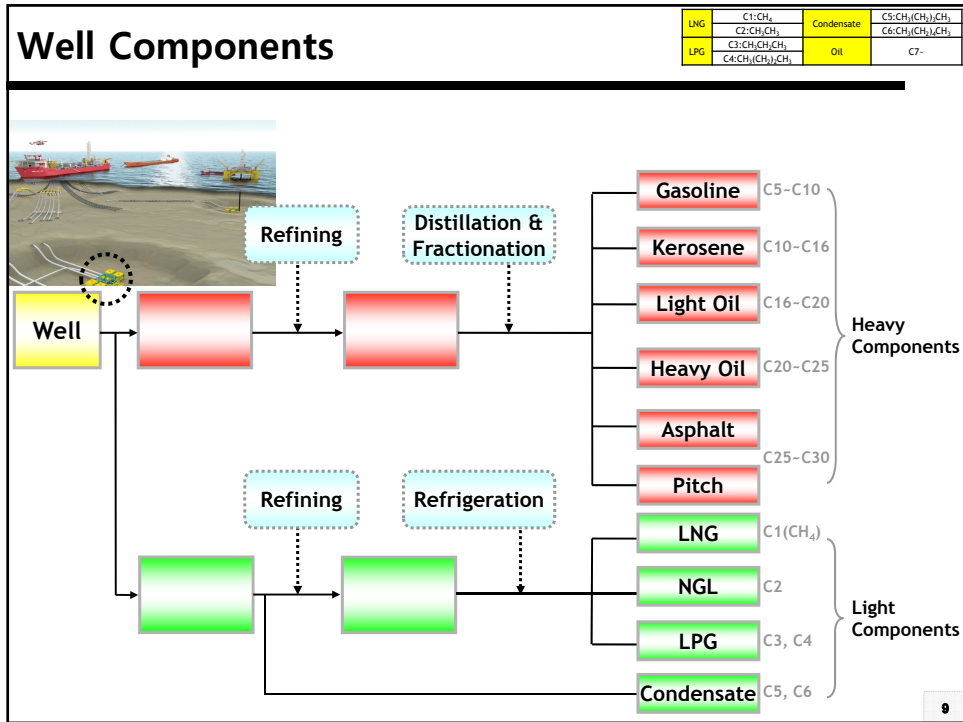 Well Components
LNG
C1:CH₄
C2:CH₃CH₃
Condensate
C5:CH₃(CH₂)₃CH₃
C6:CH₃(CH₂)₄CH₃
LPG
C3:CH₃CH₂CH₃
C4:CH₃(CH₂)₂CH₃
Oil
C7~
Refining
Distillation &
Fractionation
Well
Gasoline C5~C10
Kerosene C10~C16
Light Oil C16~C20
Heavy Oil C20~C25
Asphalt
C25~C30
Pitch
Heavy
Components
Refining
Refrigeration
LNG C1(CH₄)
NGL C2
LPG C3, C4
Condensate C5, C6
Light
Components
9